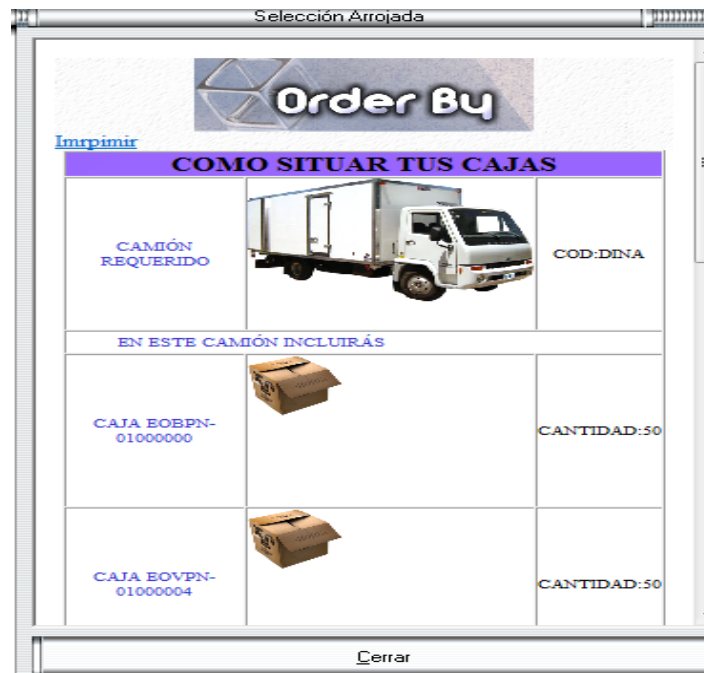 Selección Arrojada
Order By
Imrpimir
COMO SITUAR TUS CAJAS
CAMIÓN
REQUERIDO
COD:DINA
EN ESTE CAMIÓN INCLUIRÁS
CAJA EOBPN-
01000000
CANTIDAD:50
CAJA EOVPN-
01000004
CANTIDAD:50
Cerrar